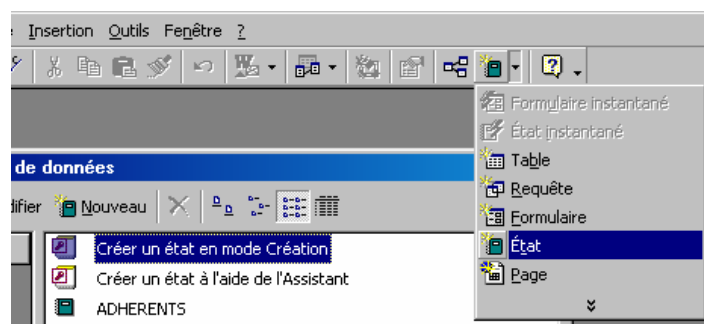 Insertion Outils Fenêtre ?
Formulaire instantané
État instantané
Table
Requête
Formulaire
État
Page
de données
difier Nouveau
Créer un état en mode Création
Créer un état à l'aide de l'Assistant
ADHERENTS